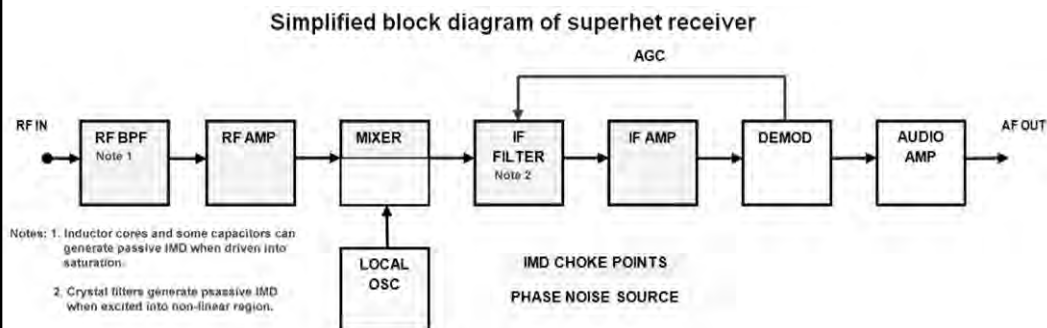 Simplified block diagram of superhet receiver
AGC
RF IN
RF BPF
Note 1
RF AMP
MIXER
IF
FILTER
Note 2
IF AMP
DEMOD
AUDIO
AMP
AF OUT
Notes: 1. Inductor cores and some capacitors can
generate passive IMD when driven into
saturation.
2. Crystal filters generate psassive IMD
when excited into non-linear region.
LOCAL
OSC
IMD CHOKE POINTS
PHASE NOISE SOURCE